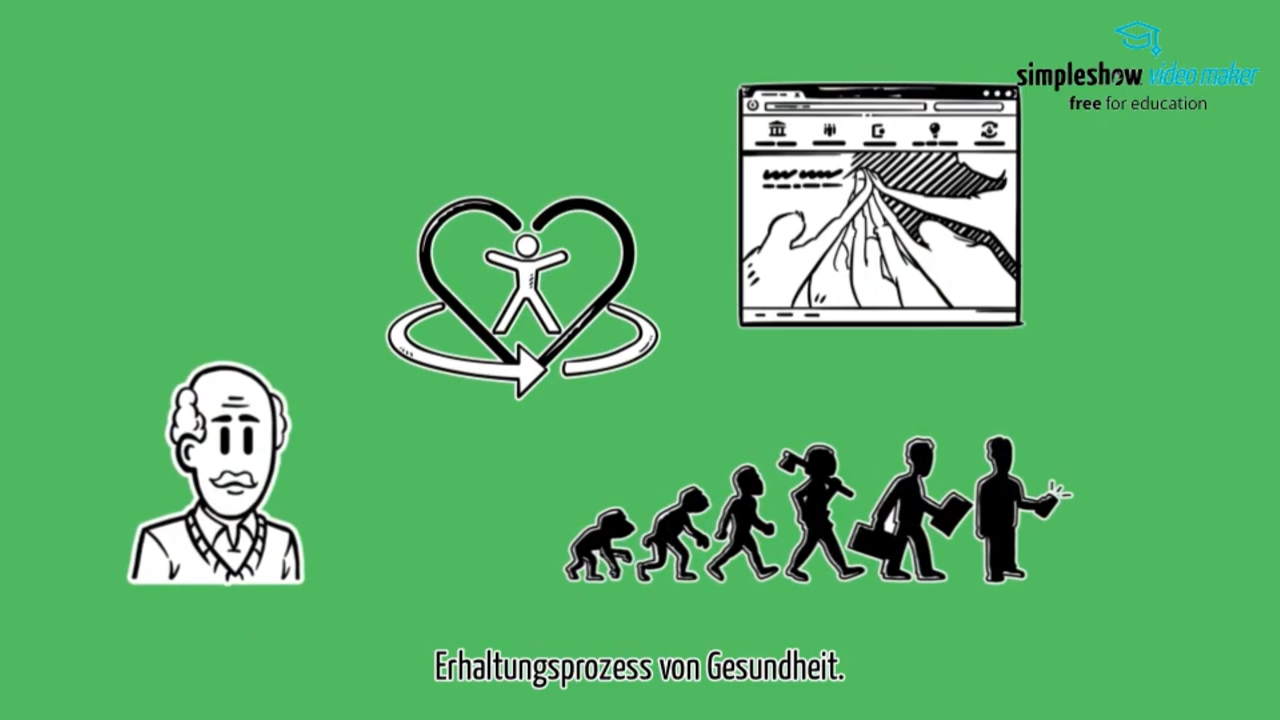 simpleshow video maker
free for education
Erhaltungsprozess von Gesundheit.